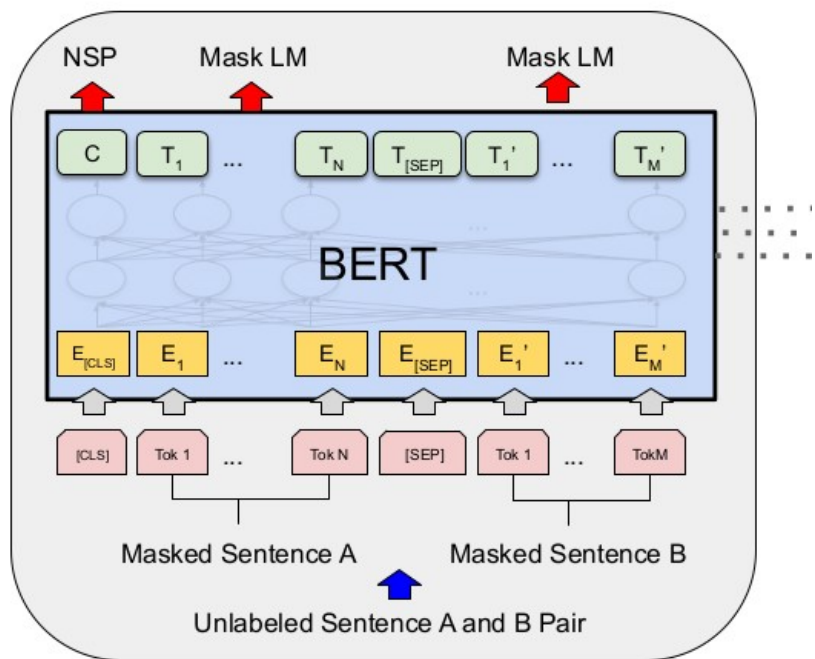 NSP Mask LM Mask LM
C T1 ... TN T[SEP] T1’ ... TM’
...
BERT
...
E[CLS] E1 ... EN E[SEP] E1’ ... EM’
[CLS] Tok 1 ... Tok N [SEP] Tok 1 ... TokM
Masked Sentence A Masked Sentence B
Unlabeled Sentence A and B Pair